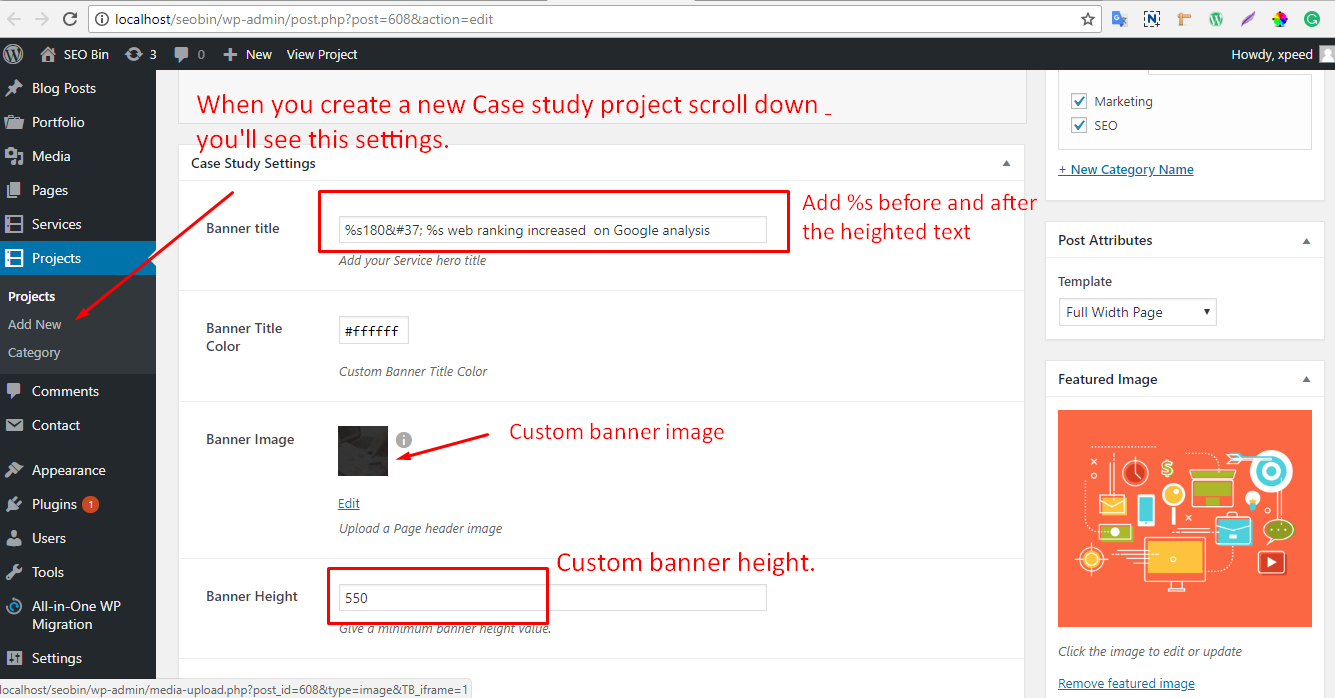 localhost/seobin/wp-admin/post.php?post=608&action=edit
SEO Bin 3 0 New View Project Howdy, xpeed
Blog Posts
Portfolio
Media
Pages
Services
Projects
Projects
Add New
Category
Comments
Contact
Appearance
Plugins 1
Users
Tools
All-in-One WP
Migration
Settings
When you create a new Case study project scroll down _
you'll see this settings.
Case Study Settings
Banner title
%s180&#37; %s web ranking increased  on Google analysis
Add your Service hero title
Add %s before and after
the heighted text
Banner Title
Color
#ffffff
Custom Banner Title Color
Banner Image
Custom banner image
Edit
Upload a Page header image
Custom banner height.
Banner Height
550
Give a minimum banner height value.
Marketing
SEO
+ New Category Name
Post Attributes
Template
Full Width Page
Featured Image
$
Click the image to edit or update
Remove featured image
localhost/seobin/wp-admin/media-upload.php?post_id=608&type=image&TB_iframe=1